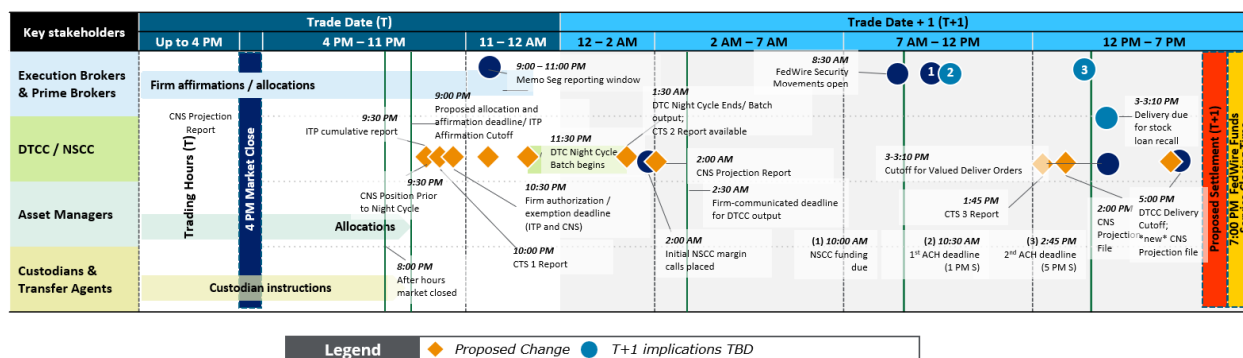 Key stakeholders
Trade Date (T)
Trade Date + 1 (T+1)
Up to 4 PM
4 PM – 11 PM
11 – 12 AM
12 – 2 AM
2 AM – 7 AM
7 AM – 12 PM
12 PM – 7 PM
Execution Brokers
& Prime Brokers
Firm affirmations / allocations
9:00 – 11:00 PM
Memo Seg reporting window
8:30 AM
FedWire Security
Movements open
1
2
3
DTCC / NSCC
CNS Projection
Report
Trading Hours (T)
4 PM Market Close
9:30 PM
ITP cumulative report
9:00 PM
Proposed allocation and
affirmation deadline/ ITP
Affirmation Cutoff
11:30 PM
DTC Night Cycle
Batch begins
1:30 AM
DTC Night Cycle Ends/ Batch
output;
CTS 2 Report available
2:00 AM
CNS Projection Report
3-3:10 PM
Cutoff for Valued Deliver Orders
3-3:10 PM
Delivery due
for stock
loan recall
Asset Managers
Allocations
9:30 PM
CNS Position Prior
to Night Cycle
10:30 PM
Firm authorization /
exemption deadline
(ITP and CNS)
2:30 AM
Firm-communicated deadline
for DTCC output
1:45 PM
CTS 3 Report
2:00 PM
CNS
Projection
File
5:00 PM
DTCC Delivery
Cutoff;
*new* CNS
Projection file
Custodians &
Transfer Agents
Custodian instructions
8:00 PM
After hours
market closed
10:00 PM
CTS 1 Report
2:00 AM
Initial NSCC margin
calls placed
(1) 10:00 AM
NSCC funding
due
(2) 10:30 AM
1st ACH deadline
(1 PM S)
(3) 2:45 PM
2nd ACH deadline
(5 PM S)
Proposed Settlement (T+1)
7:00 PM FedWire Funds
Legend
Proposed Change
T+1 implications TBD